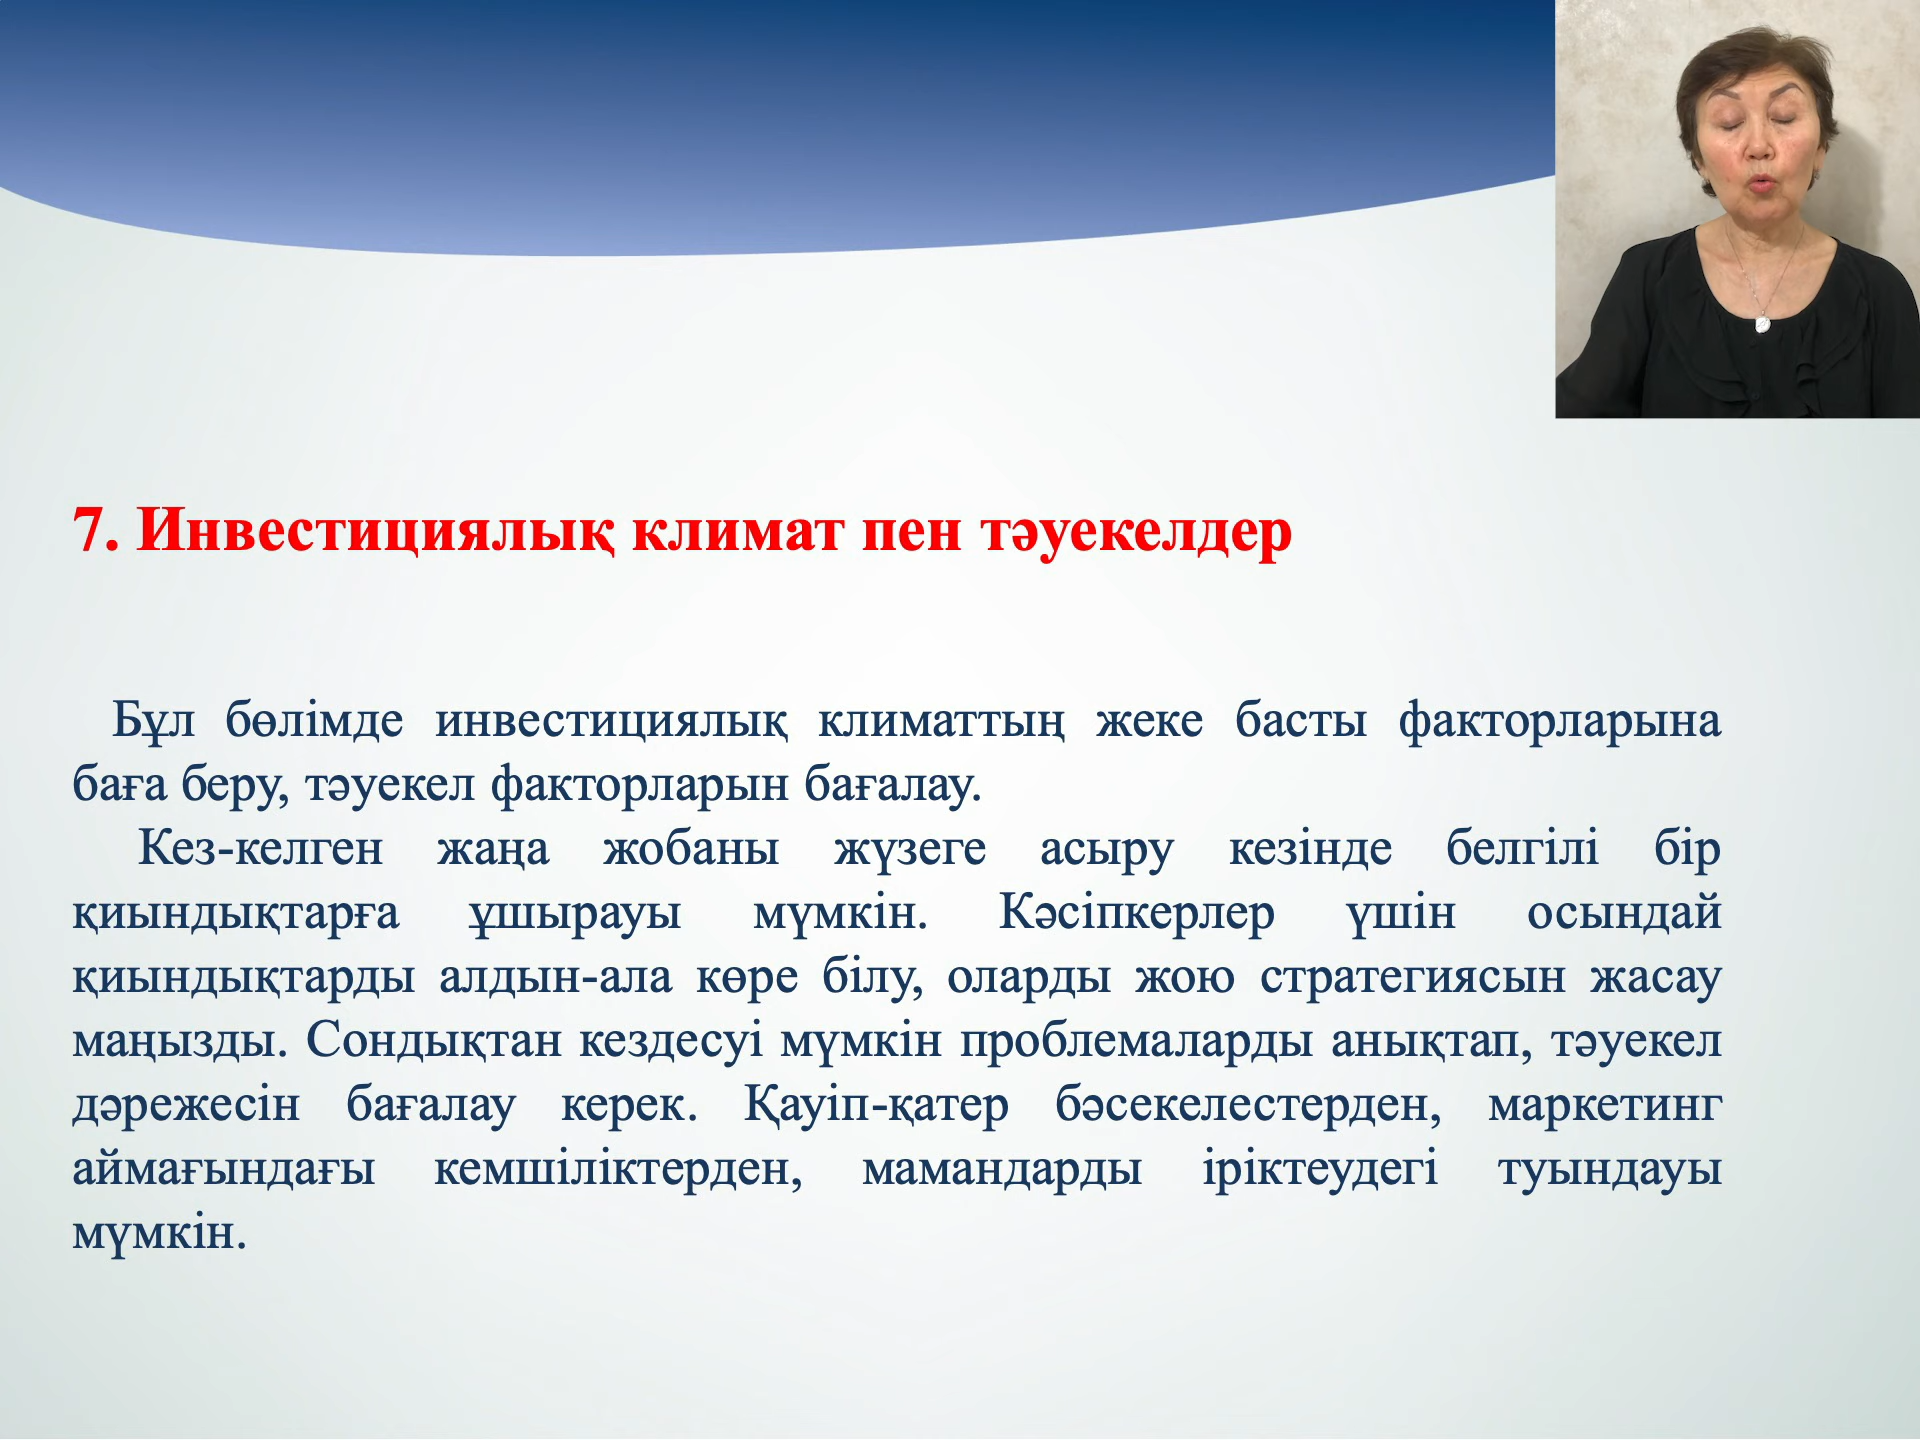 7. Инвестициялық климат пен тәуекелдер
Бұл бөлімде инвестициялық климаттың жеке басты факторларына
баға беру, тәуекел факторларын бағалау.
Кез-келген жаңа жобаны жүзеге асыру кезінде белгілі бір
қиындықтарға ұшырауы мүмкін. Кәсіпкерлер үшін осындай
қиындықтарды алдын-ала көре білу, оларды жою стратегиясын жасау
маңызды. Сондықтан кездесуі мүмкін проблемаларды анықтап, тәуекел
дәрежесін бағалау керек. Қауіп-қатер бәсекелестерден, маркетинг
аймағындағы кемшіліктерден, мамандарды іріктеудегі туындауы
мүмкін.